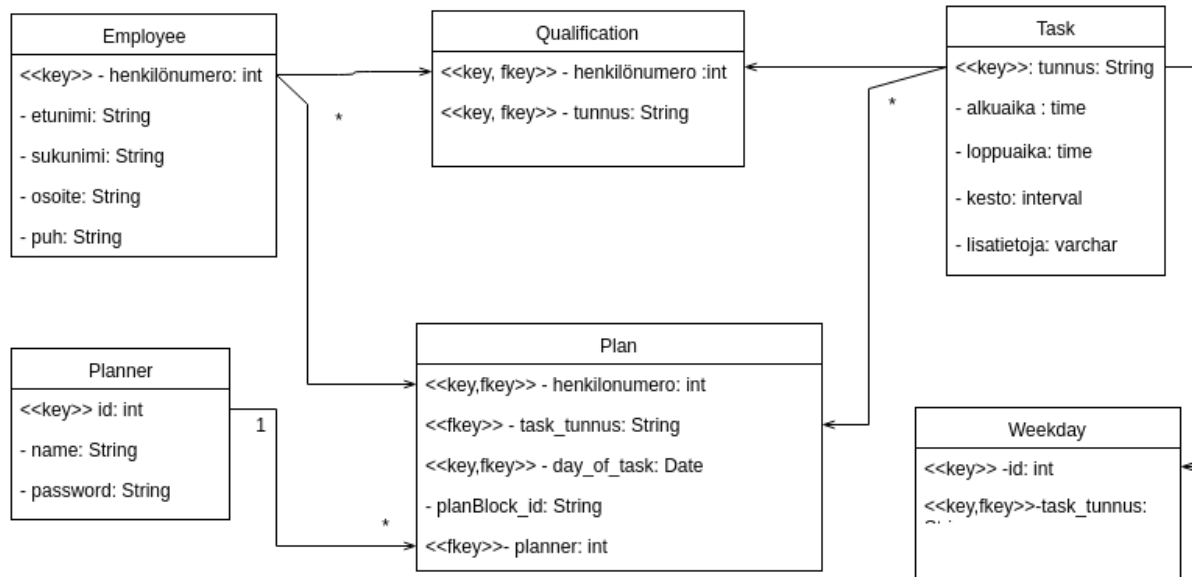 Employee
<<key>> - henkilönumero: int
- etunimi: String
- sukunimi: String
- osoite: String
- puh: String
*
Qualification
<<key, fkey>> - henkilönumero :int
<<key, fkey>> - tunnus: String
Task
<<key>>: tunnus: String
- alkuaika : time
- loppuaika: time
- kesto: interval
- lisatietoja: varchar
*
Planner
<<key>> id: int
- name: String
- password: String
1
*
Plan
<<key,fkey>> - henkilonumero: int
<<fkey>> - task_tunnus: String
<<key,fkey>> - day_of_task: Date
- planBlock_id: String
<<fkey>>- planner: int
Weekday
<<key>> -id: int
<<key,fkey>>-task_tunnus: